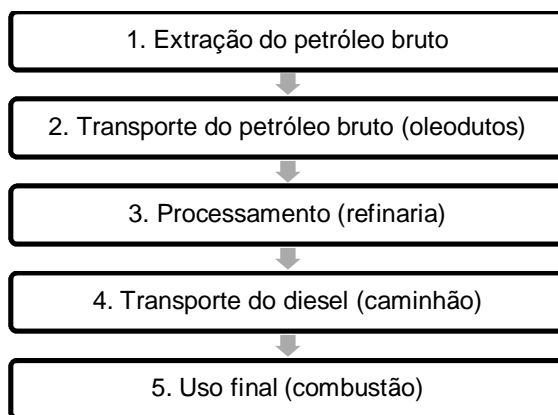 1. Extração do petróleo bruto
2. Transporte do petróleo bruto (oleodutos)
3. Processamento (refinaria)
4. Transporte do diesel (caminhão)
5. Uso final (combustão)